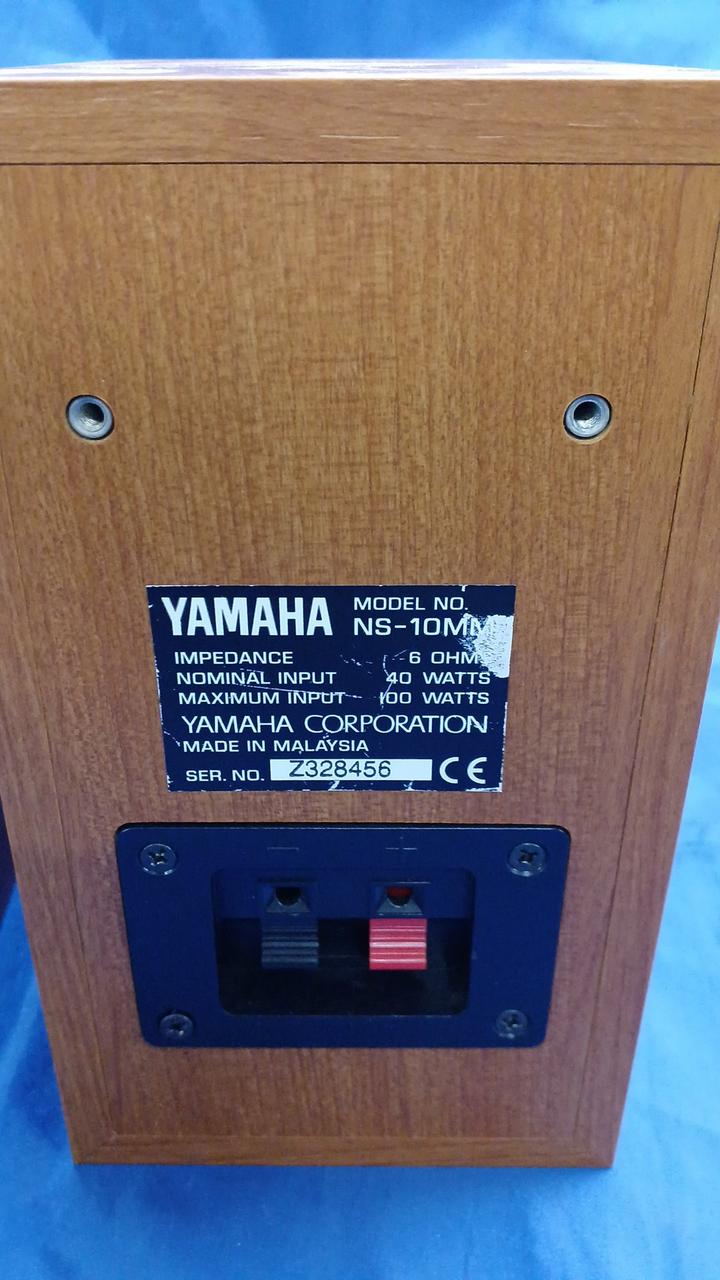 YAMAHA
MODEL NO.
NS-10MM
IMPEDANCE 6 OHMS
NOMINAL INPUT 40 WATTS
MAXIMUM INPUT 100 WATTS
YAMAHA CORPORATION
MADE IN MALAYSIA
SER. NO. Z328456 CE
− +